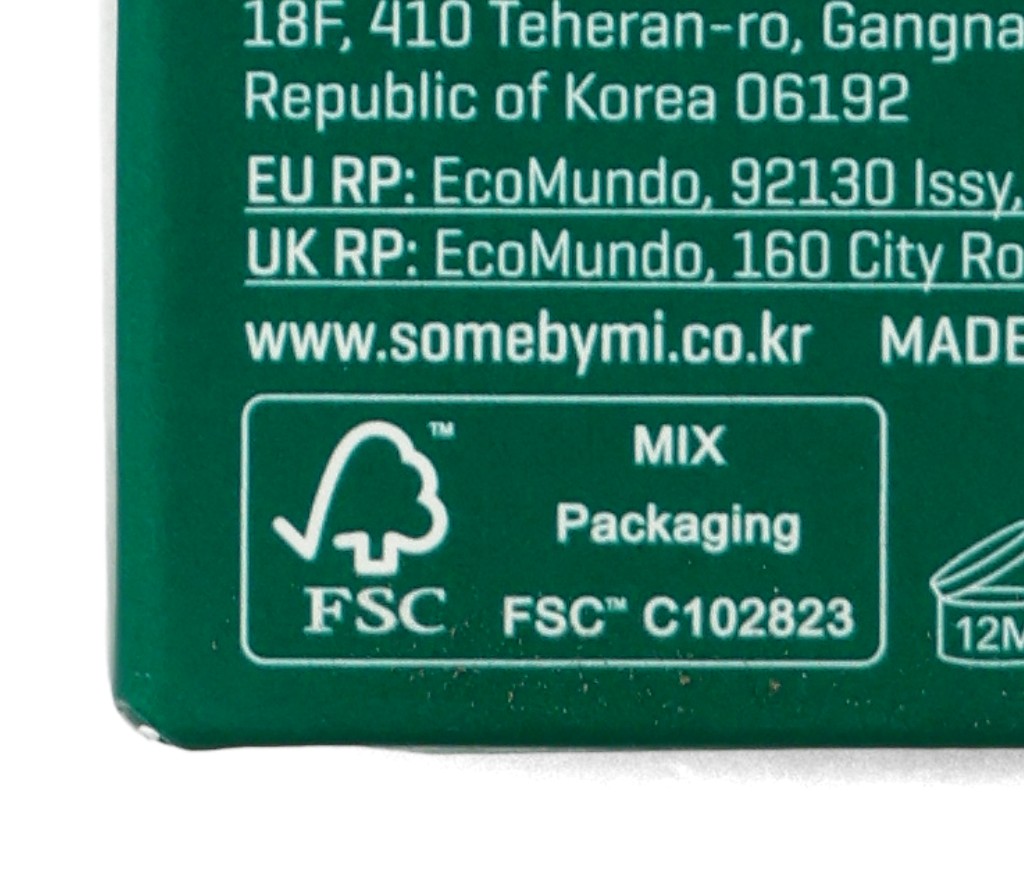 18F, 410 Teheran-ro, Gangna
Republic of Korea 06192
EU RP: EcoMundo, 92130 Issy,
UK RP: EcoMundo, 160 City Ro
www.somebymi.co.kr MADE
™
MIX
Packaging
FSC
FSC™ C102823
12M